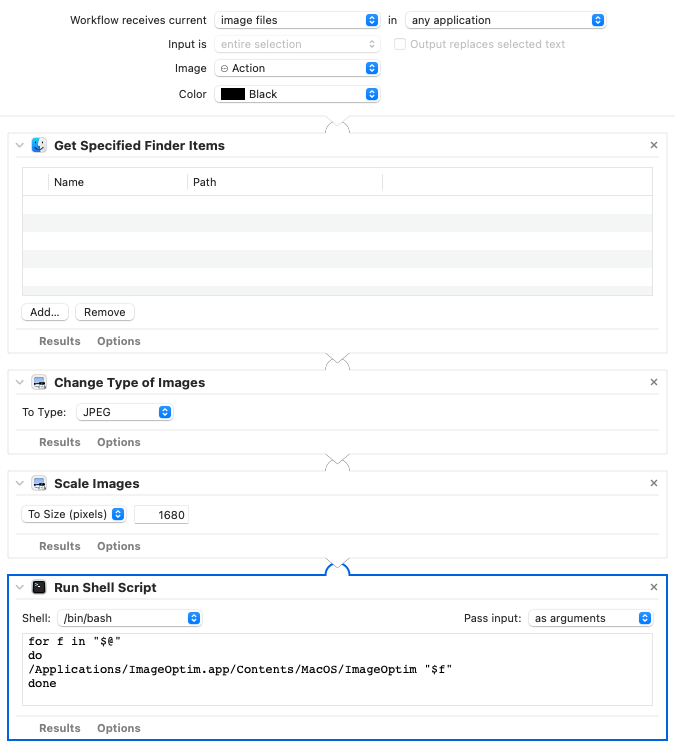 Workflow receives current image files in any application
Input is entire selection Output replaces selected text
Image Action
Color Black
Get Specified Finder Items
Name Path
Add... Remove
Results Options
Change Type of Images
To Type: JPEG
Results Options
Scale Images
To Size (pixels) 1680
Results Options
Run Shell Script
Shell: /bin/bash Pass input: as arguments
for f in "$@"
do
/Applications/ImageOptim.app/Contents/MacOS/ImageOptim "$f"
done
Results Options